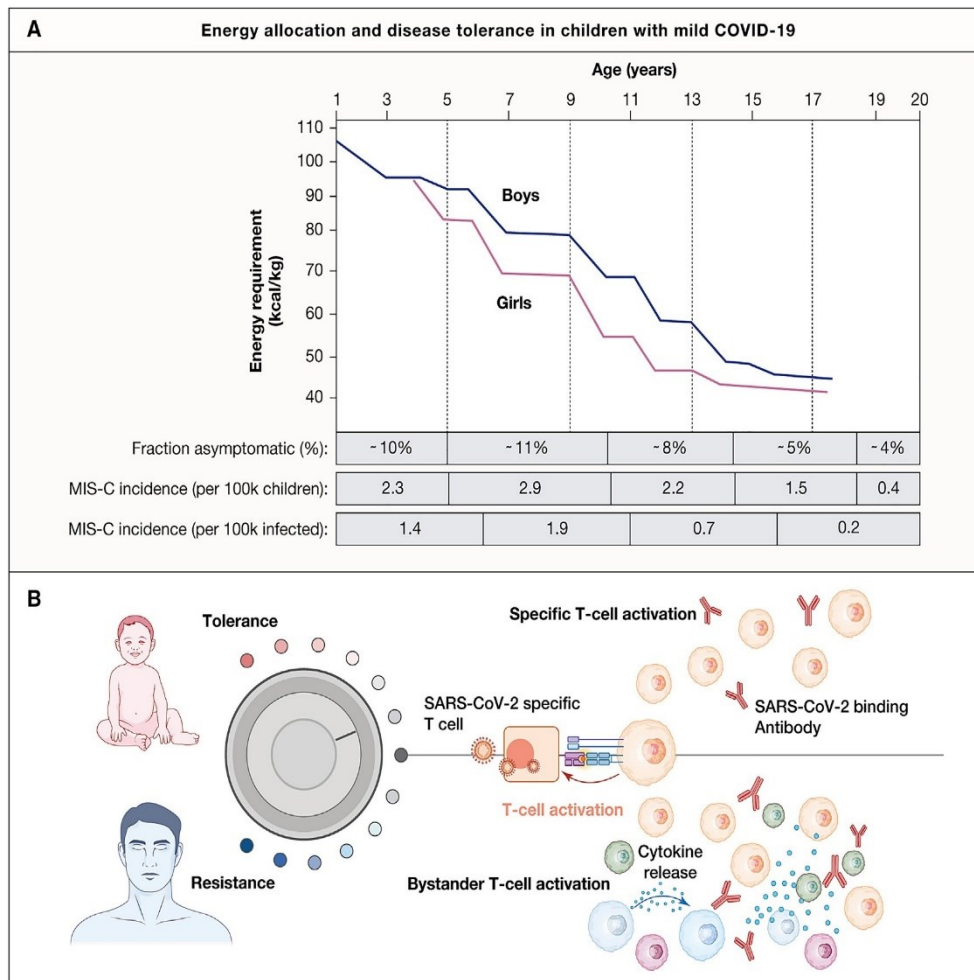 A
Energy allocation and disease tolerance in children with mild COVID-19
Age (years)
1 3 5 7 9 11 13 15 17 19 20
110
100
90
80
70
60
50
40
Energy requirement
(kcal/kg)
Boys
Girls
Fraction asymptomatic (%): ~10% ~11% ~8% ~5% ~4%
MIS-C incidence (per 100k children): 2.3 2.9 2.2 1.5 0.4
MIS-C incidence (per 100k infected): 1.4 1.9 0.7 0.2
B
Tolerance
Resistance
Specific T-cell activation
SARS-CoV-2 specific
T cell
SARS-CoV-2 binding
Antibody
T-cell activation
Cytokine
release
Bystander T-cell activation